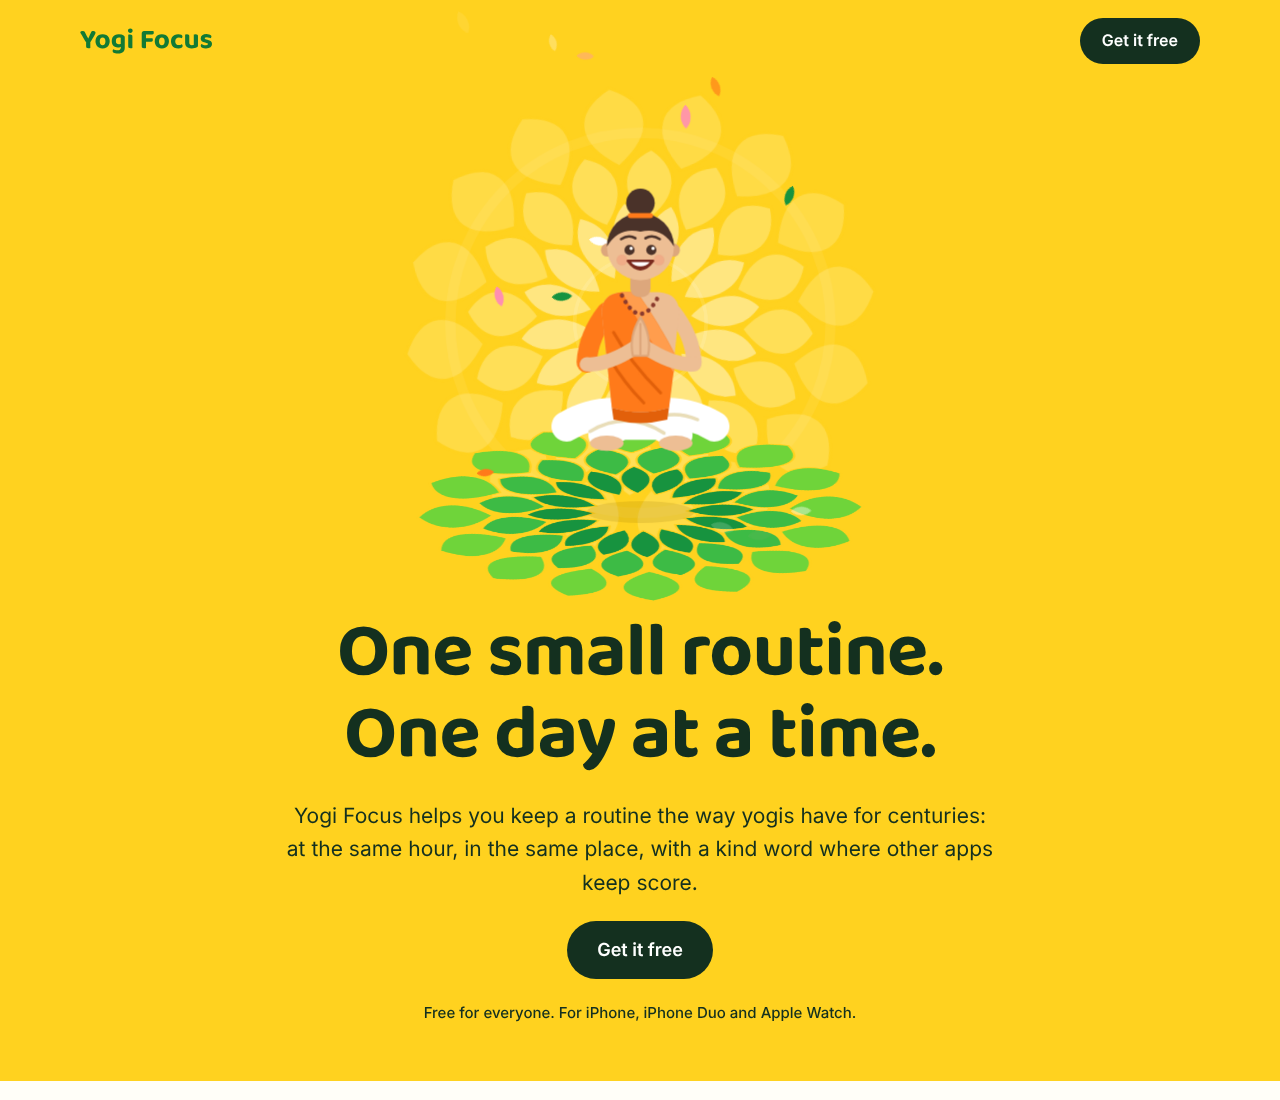 Yogi Focus
Get it free
One small routine.
One day at a time.
Yogi Focus helps you keep a routine the way yogis have for centuries:
at the same hour, in the same place, with a kind word where other apps
keep score.
Get it free
Free for everyone. For iPhone, iPhone Duo and Apple Watch.